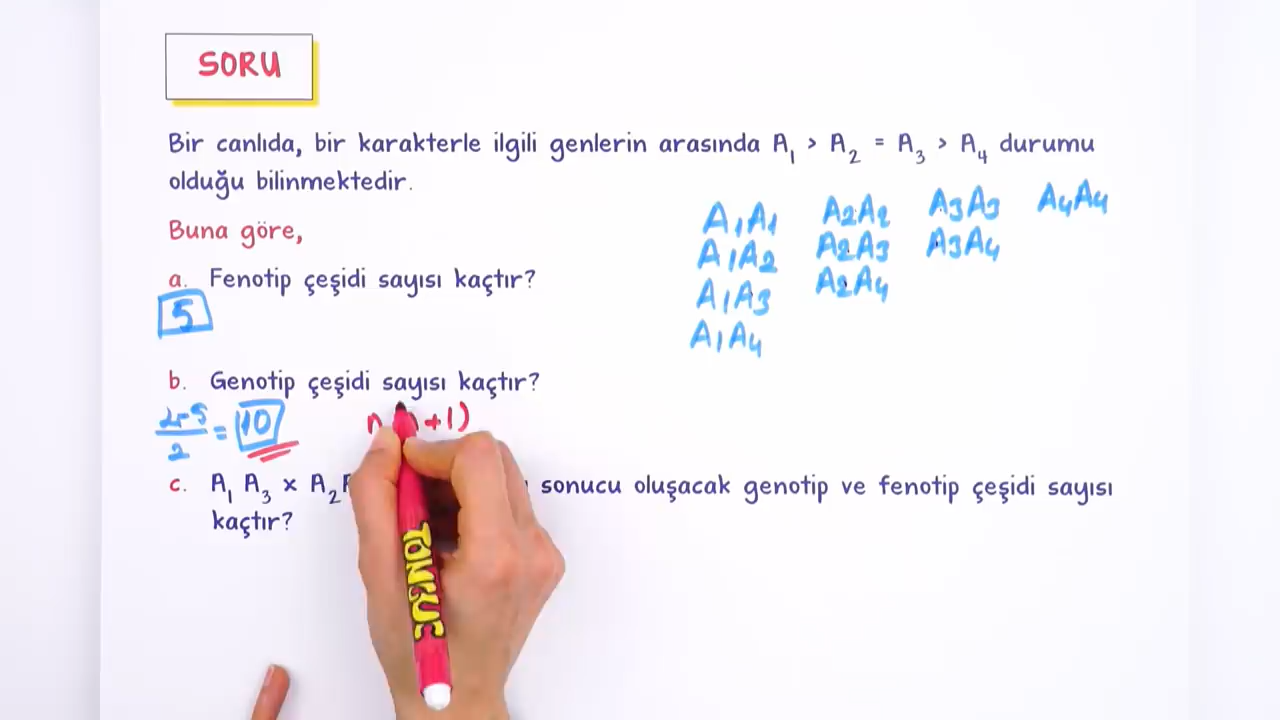 SORU
Bir canlıda, bir karakterle ilgili genlerin arasında A₁ > A₂ = A₃ > A₄ durumu
olduğu bilinmektedir.
Buna göre,
a. Fenotip çeşidi sayısı kaçtır?
5
A₁A₁ A₂A₂ A₃A₃ A₄A₄
A₁A₂ A₂A₃ A₃A₄
A₁A₃ A₂A₄
A₁A₄
b. Genotip çeşidi sayısı kaçtır?
2 = 10
+1)
c. A₁ A₃ x A₂ sonucu oluşacak genotip ve fenotip çeşidi sayısı
kaçtır?
TONGUÇ